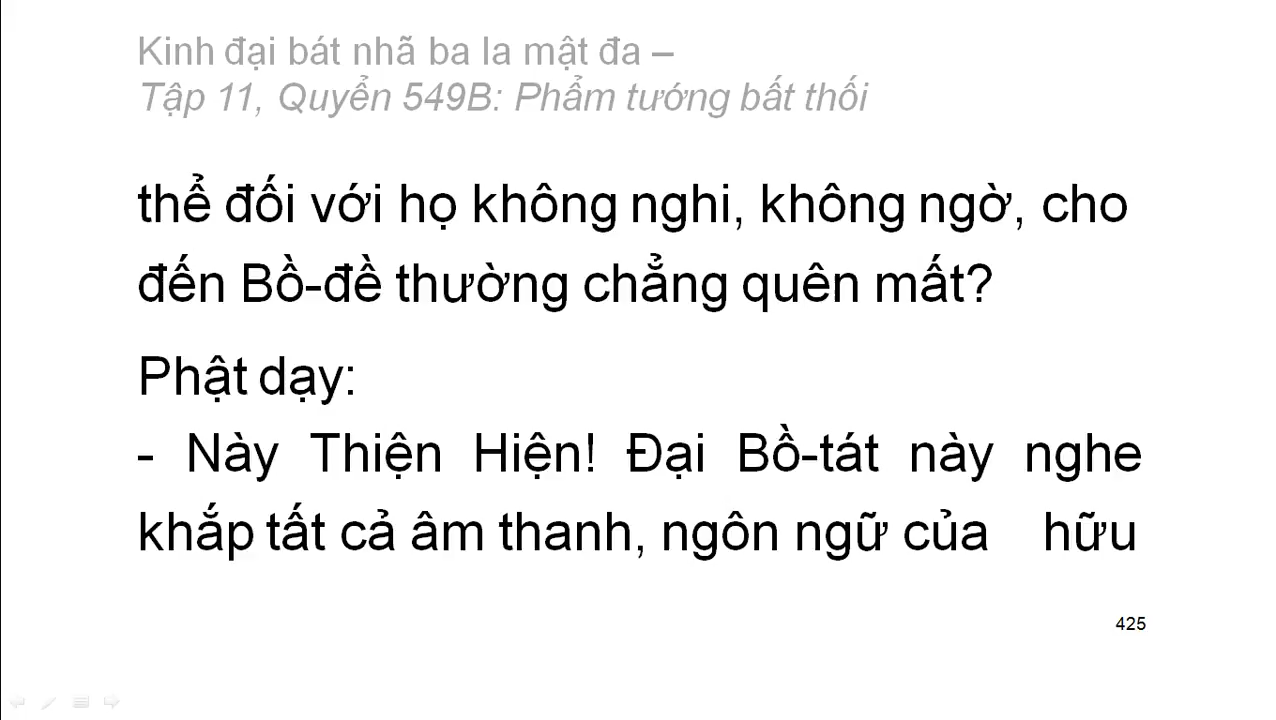 Kinh đại bát nhã ba la mật đa –
Tập 11, Quyển 549B: Phẩm tướng bất thối
thể đối với họ không nghi, không ngờ, cho
đến Bồ-đề thường chẳng quên mất?
Phật dạy:
- Này Thiện Hiện! Đại Bồ-tát này nghe
khắp tất cả âm thanh, ngôn ngữ của hữu
425